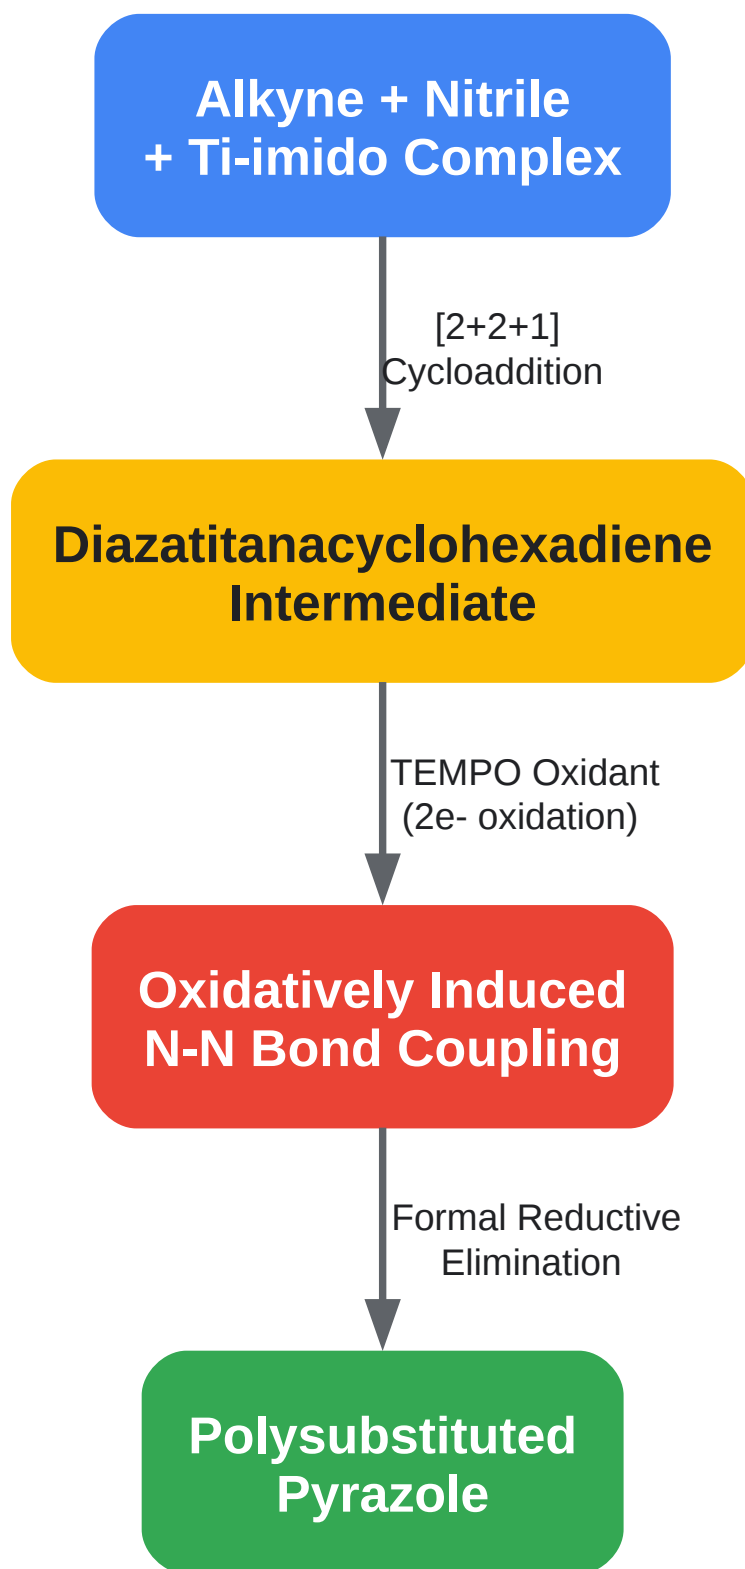 Alkyne + Nitrile
+ Ti-imido Complex
[2+2+1]
Cycloaddition
Diazatitanacyclohexadiene
Intermediate
TEMPO Oxidant
(2e- oxidation)
Oxidatively Induced
N-N Bond Coupling
Formal Reductive
Elimination
Polysubstituted
Pyrazole